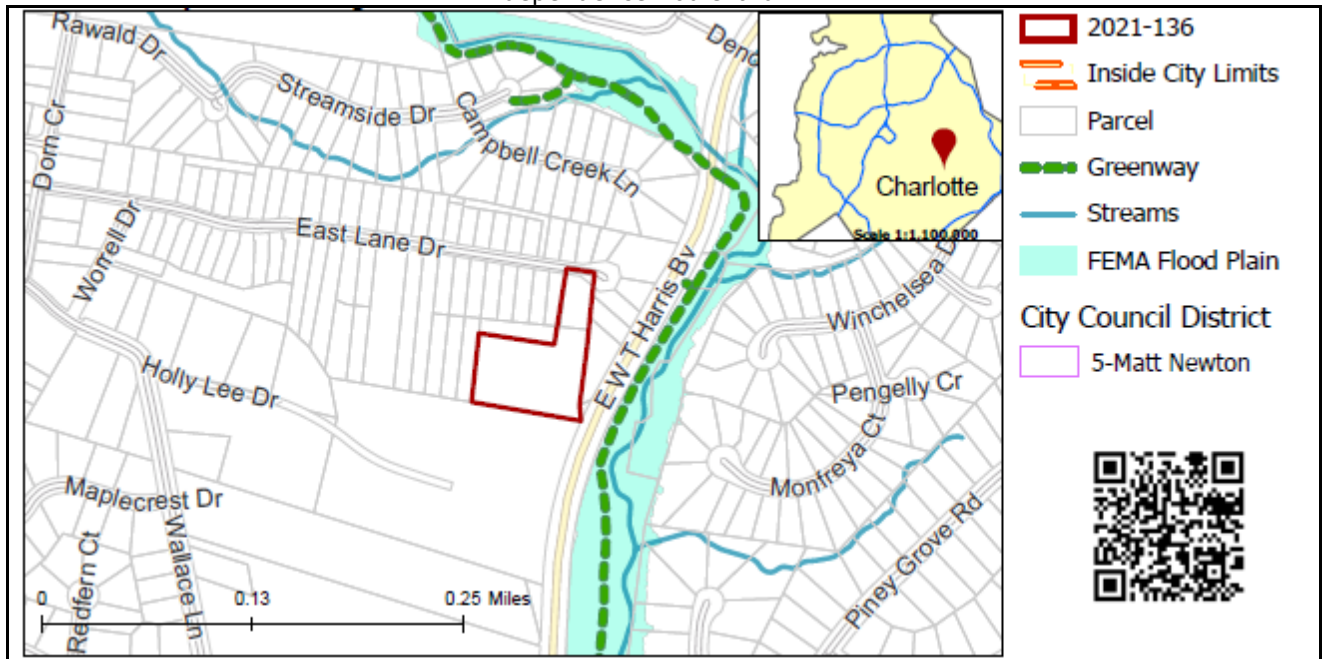 Rawald Dr
Streamside Dr
Campbell Creek Ln
Dorn Cr
Worrell Dr
East Lane Dr
E W T Harris Bv
Holly Lee Dr
Maplecrest Dr
Redfern Ct
Wallace Ln
Winchelsea D
Pengelly Cr
Monfreya Ct
Piney Grove Rd
0 0.13 0.25 Miles
Charlotte
Scale 1:1,100,000
2021-136
Inside City Limits
Parcel
Greenway
Streams
FEMA Flood Plain
City Council District
5-Matt Newton